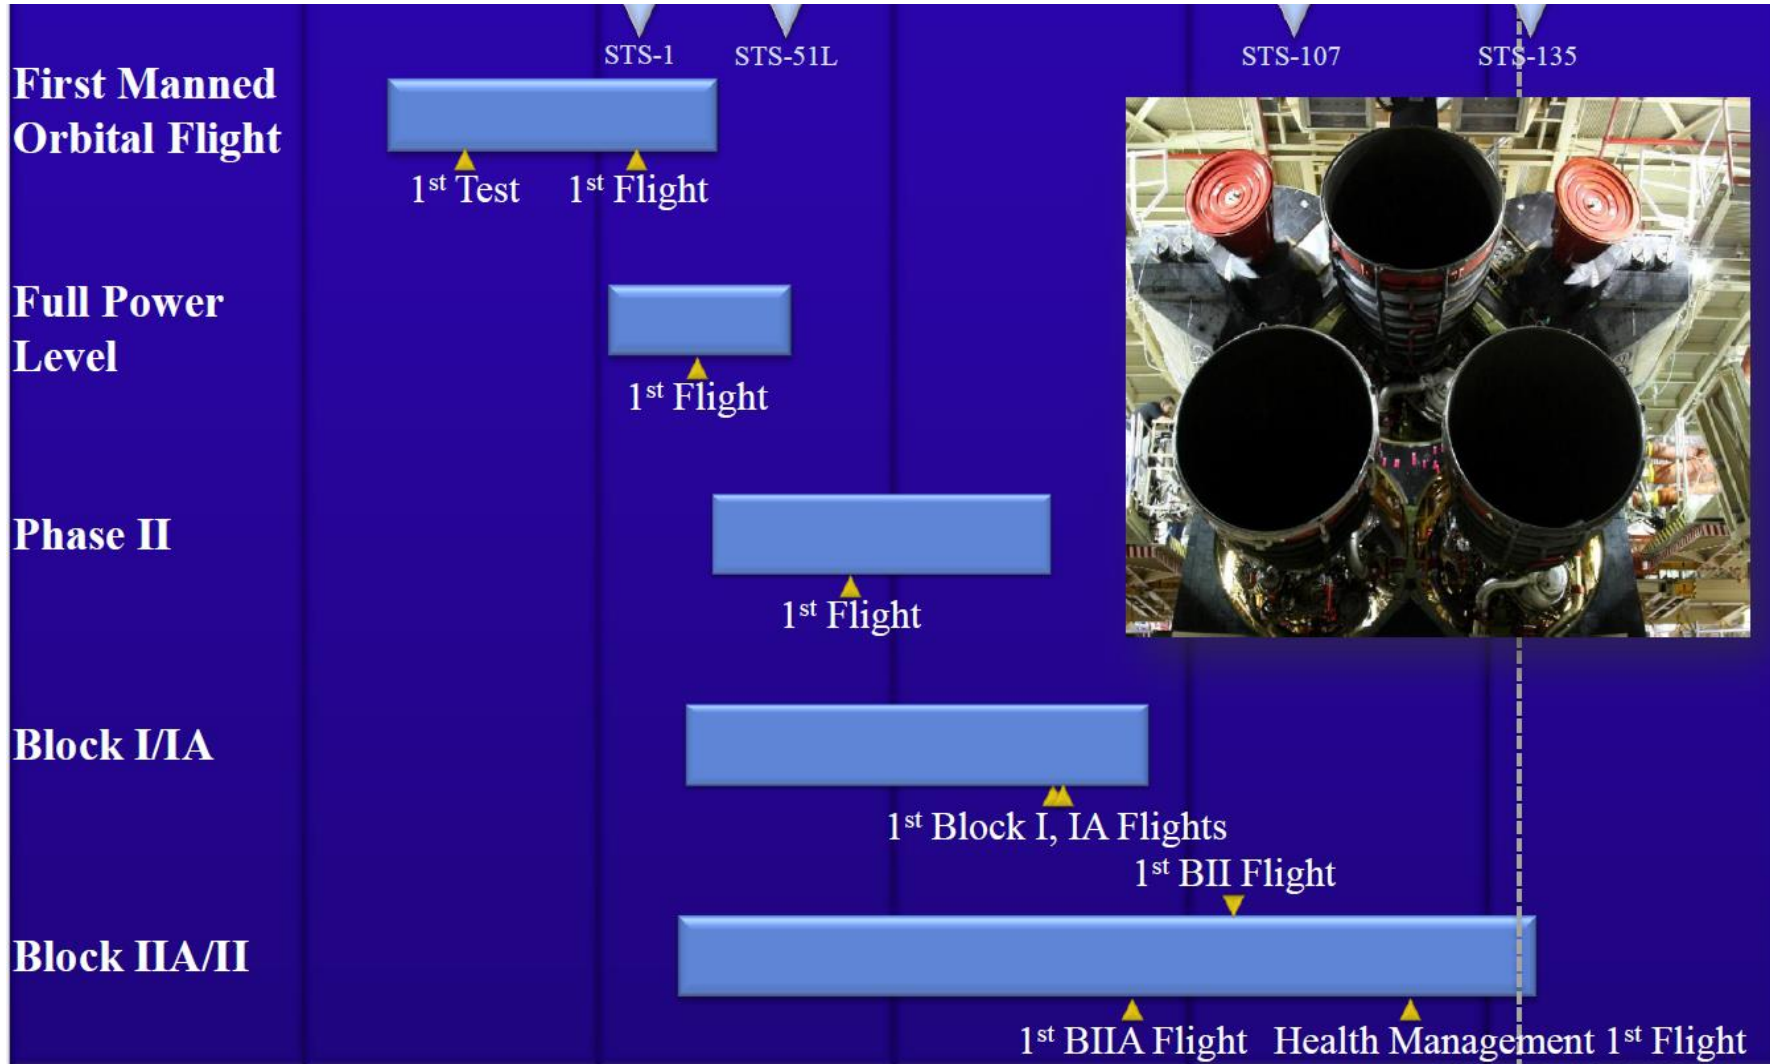 STS-1
STS-51L
STS-107
STS-135
First Manned
Orbital Flight
1st Test
1st Flight
Full Power
Level
1st Flight
Phase II
1st Flight
Block I/IA
1st Block I, IA Flights
1st BII Flight
Block IIA/II
1st BIIA Flight
Health Management 1st Flight